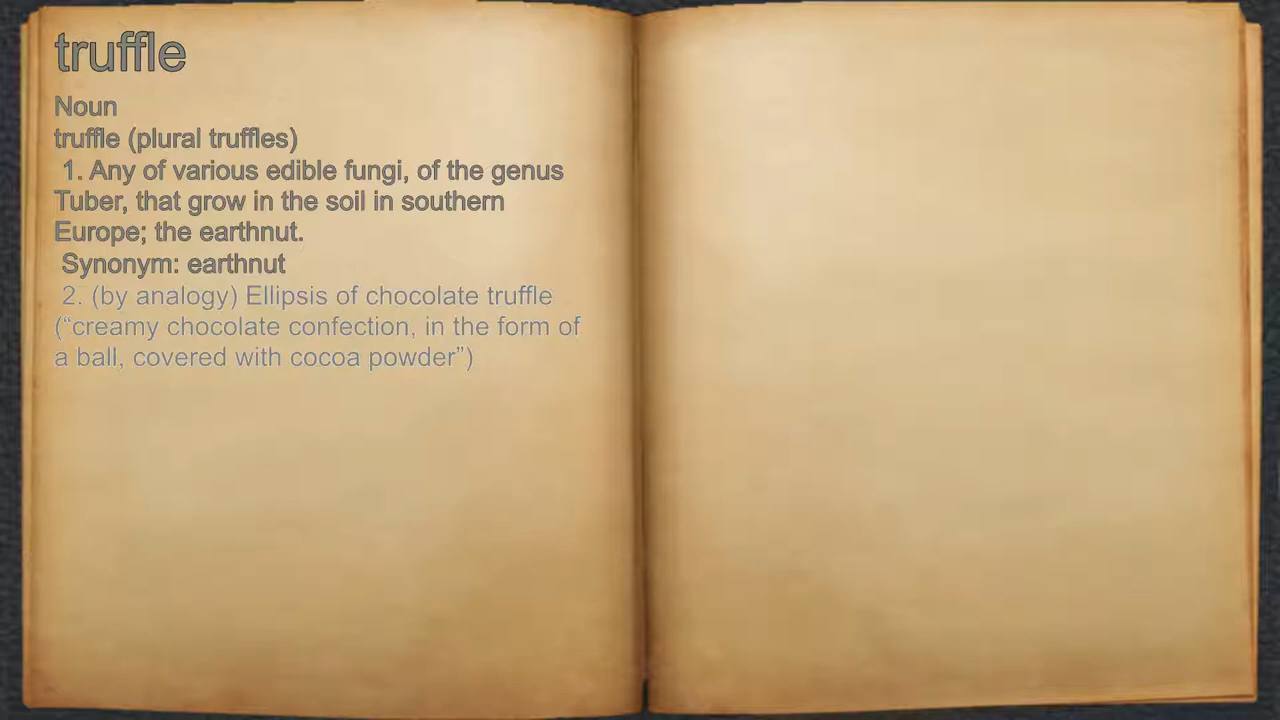 truffle
Noun
truffle (plural truffles)
1. Any of various edible fungi, of the genus
Tuber, that grow in the soil in southern
Europe; the earthnut.
Synonym: earthnut
2. (by analogy) Ellipsis of chocolate truffle
(“creamy chocolate confection, in the form of
a ball, covered with cocoa powder”)